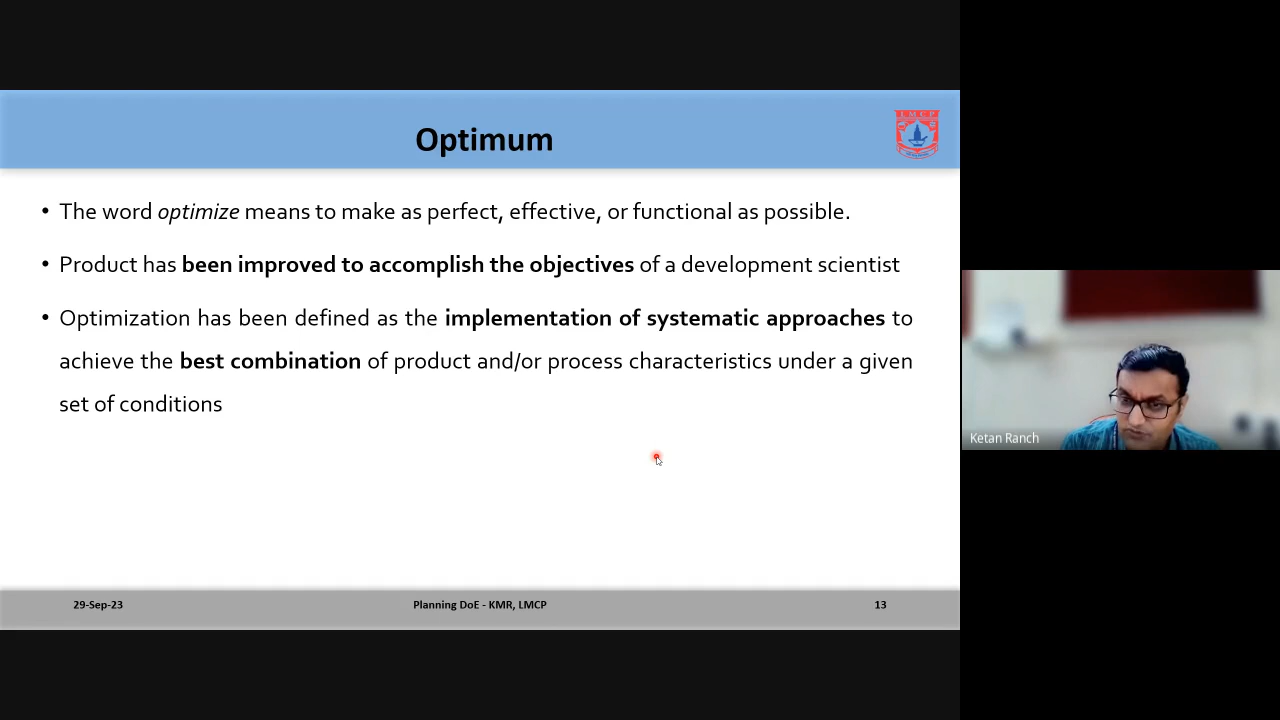 Optimum
LMCP
• The word optimize means to make as perfect, effective, or functional as possible.
• Product has been improved to accomplish the objectives of a development scientist
• Optimization has been defined as the implementation of systematic approaches to
achieve the best combination of product and/or process characteristics under a given
set of conditions
Ketan Ranch
29-Sep-23
Planning DoE - KMR, LMCP
13